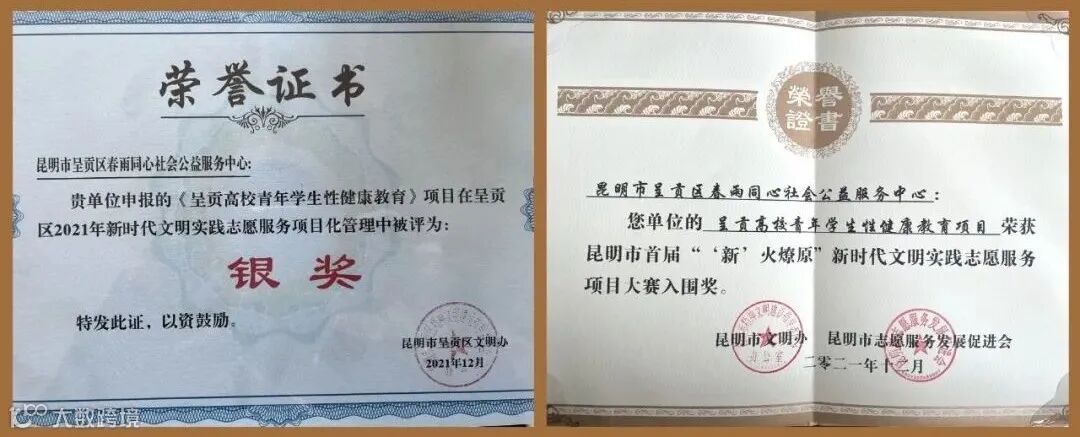 荣誉证书
昆明市呈贡区春雨同心社会公益服务中心:
贵单位申报的《呈贡高校青年学生性健康教育》项目在呈贡
区2021年新时代文明实践志愿服务项目化管理中被评为:
银奖
特发此证,以资鼓励。
昆明市呈贡区文明办
2021年12月
大数跨境
榮譽
證書
昆明市呈贡区春雨同心社会公益服务中心:
您单位的 呈贡高校青年学生性健康教育项目 荣获
昆明市首届“‘新’火燎原”新时代文明实践志愿服务
项目大赛入围奖。
昆明市文明办 昆明市志愿服务发展促进会
二〇二一年十二月